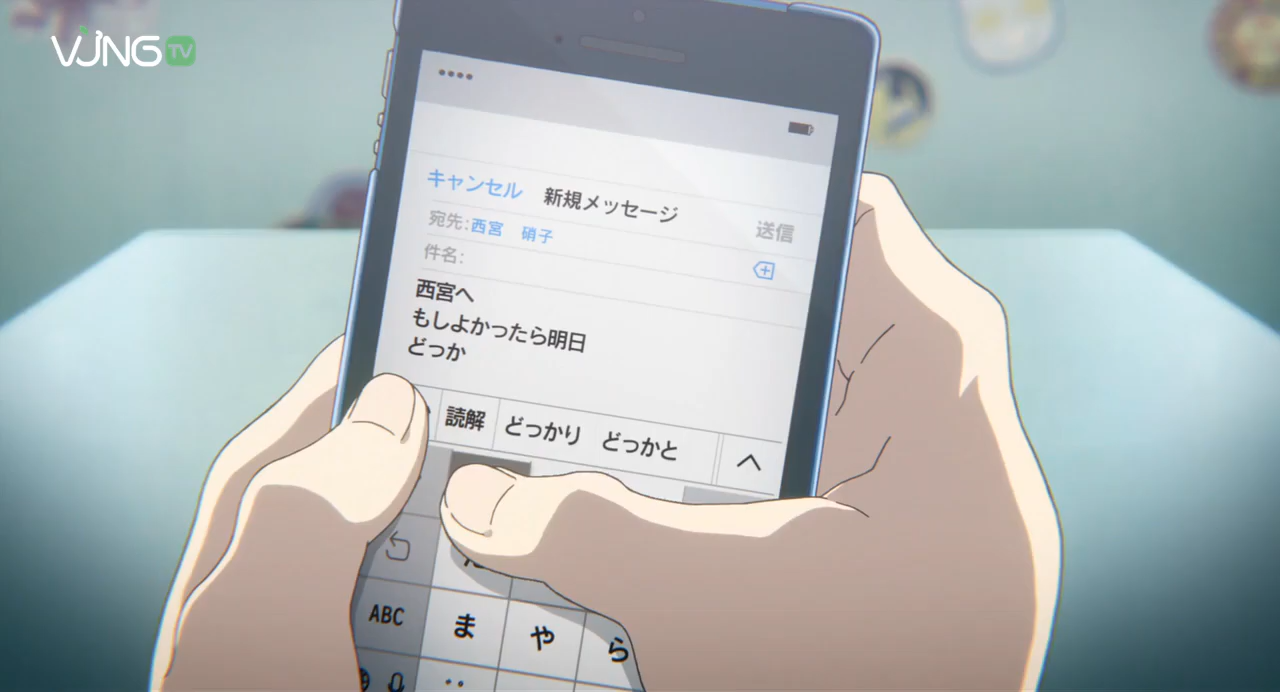 VUNG TV
キャンセル 新規メッセージ 送信
宛先:西宮 硝子
件名:
西宮へ
もしよかったら明日
どっか
読解 どっかり どっかと
ABC ま や ら